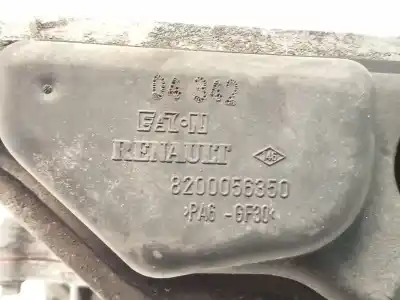 04 342
EATON
RENAULT
8200056350
>PA6-GF30<